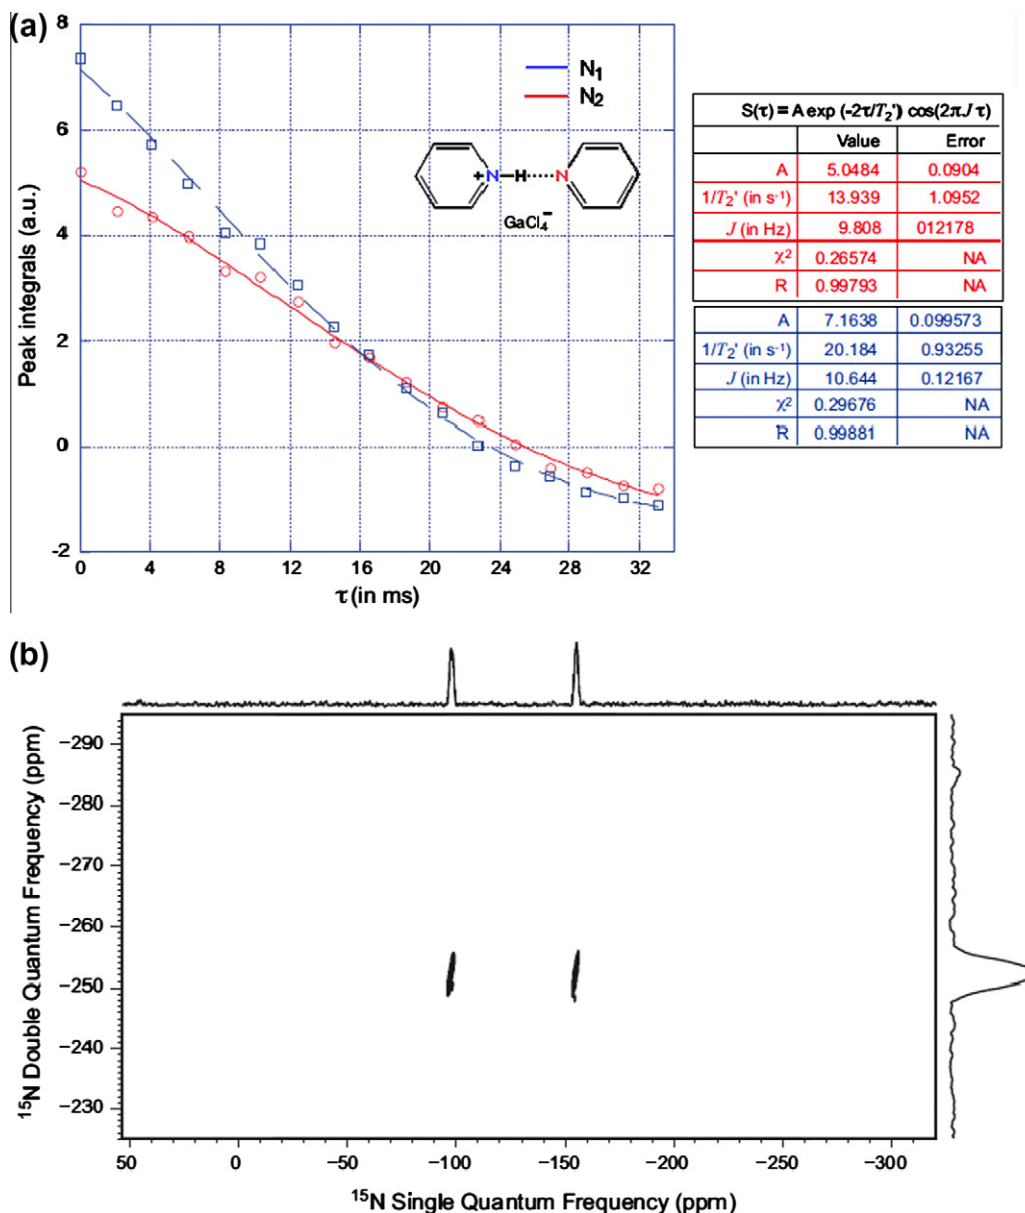 (a)
8
6
4
2
0
-2
Peak integrals (a.u.)
0 4 8 12 16 20 24 28 32
τ (in ms)
N1
N2
N H N
+
GaCl4−
S(τ) = A exp (-2τ/T2') cos(2πJτ)
Value Error
A 5.0484 0.0904
1/T2' (in s-1) 13.939 1.0952
J (in Hz) 9.808 012178
χ2 0.26574 NA
R 0.99793 NA
A 7.1638 0.099573
1/T2' (in s-1) 20.184 0.93255
J (in Hz) 10.644 0.12167
χ2 0.29676 NA
R 0.99881 NA
(b)
−290
−280
−270
−260
−250
−240
−230
15N Double Quantum Frequency (ppm)
50 0 −50 −100 −150 −200 −250 −300
15N Single Quantum Frequency (ppm)